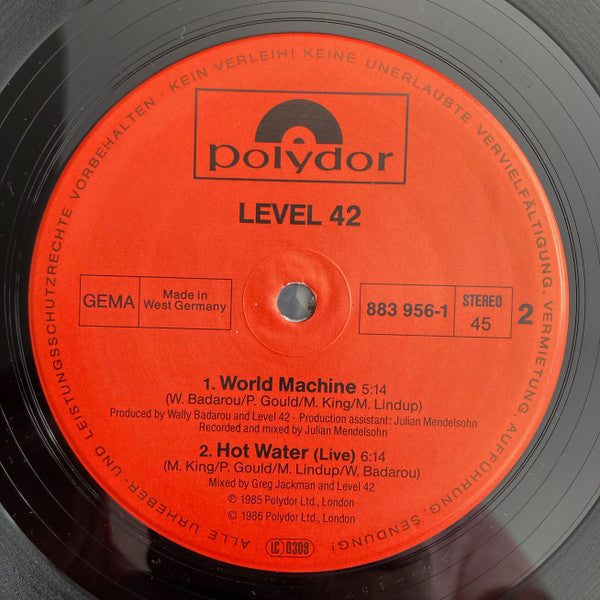 ALLE URHEBER- UND LEISTUNGSSCHUTZRECHTE VORBEHALTEN · KEIN VERLEIH! KEINE UNERLAUBTE VERVIELFÄLTIGUNG, VERMIETUNG, AUFFÜHRUNG, SENDUNG!
polydor
LEVEL 42
GEMA
Made in
West Germany
883 956-1
STEREO
45
2
1. World Machine 5:14
(W. Badarou/P. Gould/M. King/M. Lindup)
Produced by Wally Badarou and Level 42 · Production assistant: Julian Mendelsohn
Recorded and mixed by Julian Mendelsohn
2. Hot Water (Live) 6:14
(M. King/P. Gould/M. Lindup/W. Badarou)
Mixed by Greg Jackman and Level 42
℗ 1985 Polydor Ltd., London
© 1986 Polydor Ltd., London
LC 0309